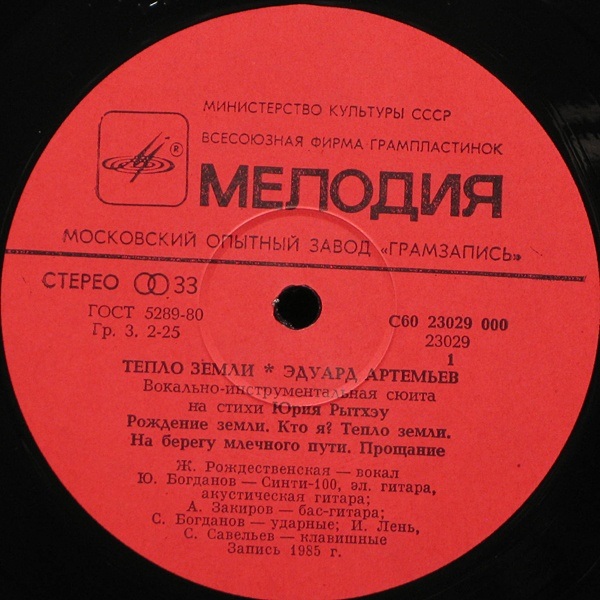 МИНИСТЕРСТВО КУЛЬТУРЫ СССР
ВСЕСОЮЗНАЯ ФИРМА ГРАМПЛАСТИНОК
®
МЕЛОДИЯ
МОСКОВСКИЙ ОПЫТНЫЙ ЗАВОД «ГРАМЗАПИСЬ»
СТЕРЕО 33
ГОСТ 5289-80
Гр. 3. 2-25
С60 23029 000
23029
1
ТЕПЛО ЗЕМЛИ * ЭДУАРД АРТЕМЬЕВ
Вокально-инструментальная сюита
на стихи Юрия Рытхэу
Рождение земли. Кто я? Тепло земли.
На берегу млечного пути. Прощание
Ж. Рождественская — вокал
Ю. Богданов — Синти-100, эл. гитара,
акустическая гитара;
А. Закиров — бас-гитара;
С. Богданов — ударные; И. Лень,
С. Савельев — клавишные
Запись 1985 г.